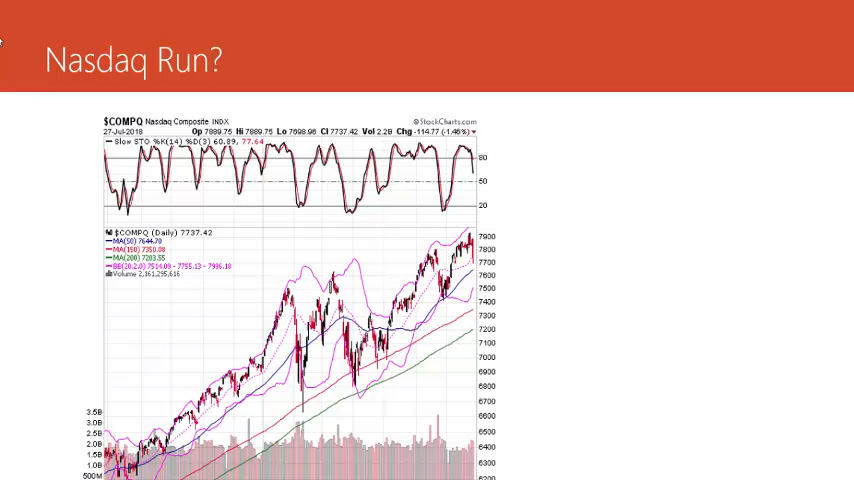 Nasdaq Run?
$COMPQ Nasdaq Composite INDX © StockCharts.com
27-Jul-2018 Op 7889.75 Hi 7889.75 Lo 7698.96 Cl 7737.42 Vol 2.2B Chg -114.77 (-1.46%)
Slow STO %K(14) %D(3) 60.89, 77.64
80
50
20
$COMPQ (Daily) 7737.42
MA(50) 7644.70
MA(150) 7350.08
MA(200) 7203.55
BB(20,2.0) 7514.09 - 7755.13 - 7996.18
Volume 2,161,295,616
7900
7800
7700
7600
7500
7400
7300
7200
7100
7000
6900
6800
6700
6600
6500
6400
6300
6200
3.5B
3.0B
2.5B
2.0B
1.5B
1.0B
500M